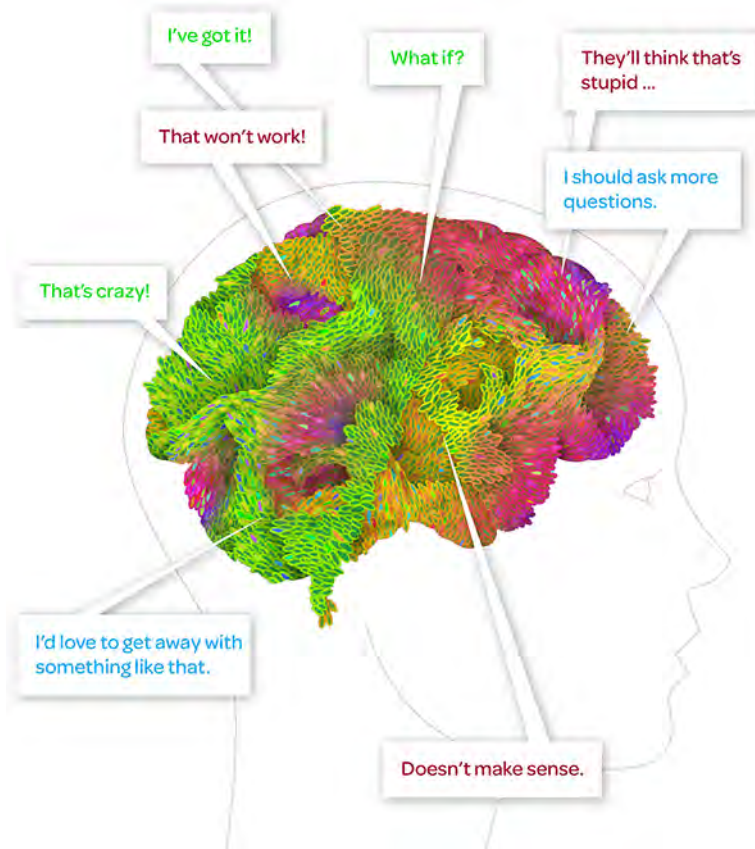 I've got it!
What if?
They'll think that's
stupid ...
That won't work!
I should ask more
questions.
That's crazy!
I'd love to get away with
something like that.
Doesn't make sense.